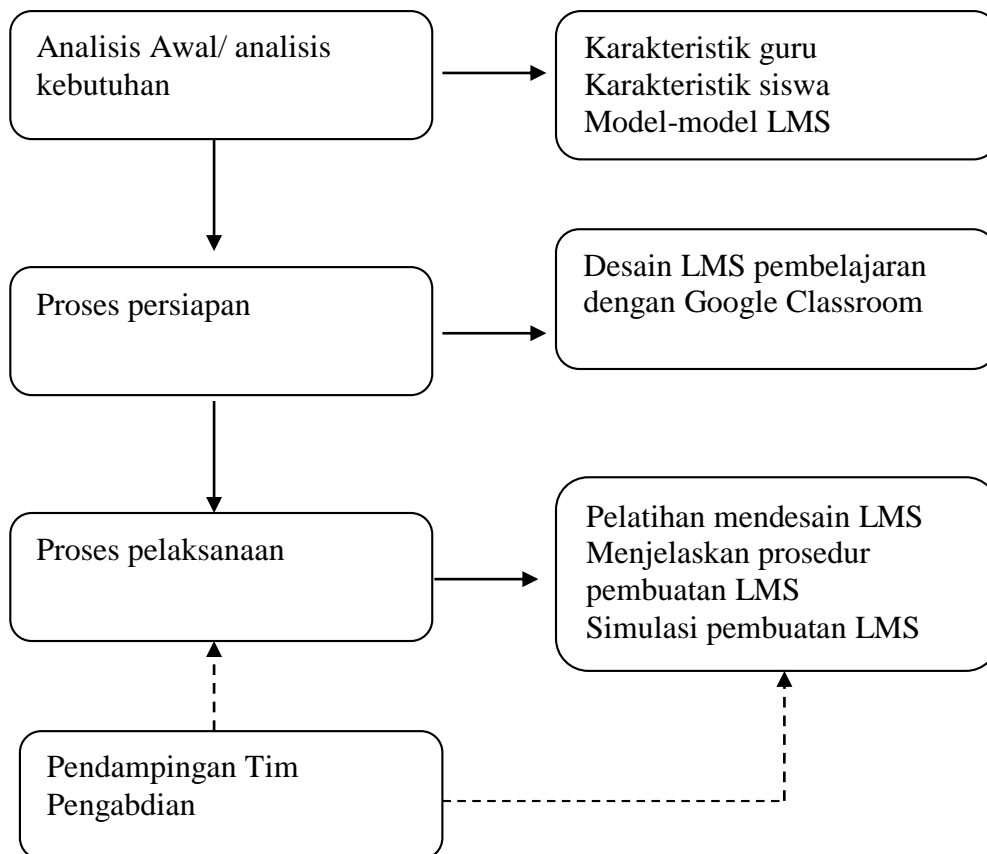 Analisis Awal/ analisis
kebutuhan
Karakteristik guru
Karakteristik siswa
Model-model LMS
Proses persiapan
Desain LMS pembelajaran
dengan Google Classroom
Proses pelaksanaan
Pelatihan mendesain LMS
Menjelaskan prosedur
pembuatan LMS
Simulasi pembuatan LMS
Pendampingan Tim
Pengabdian